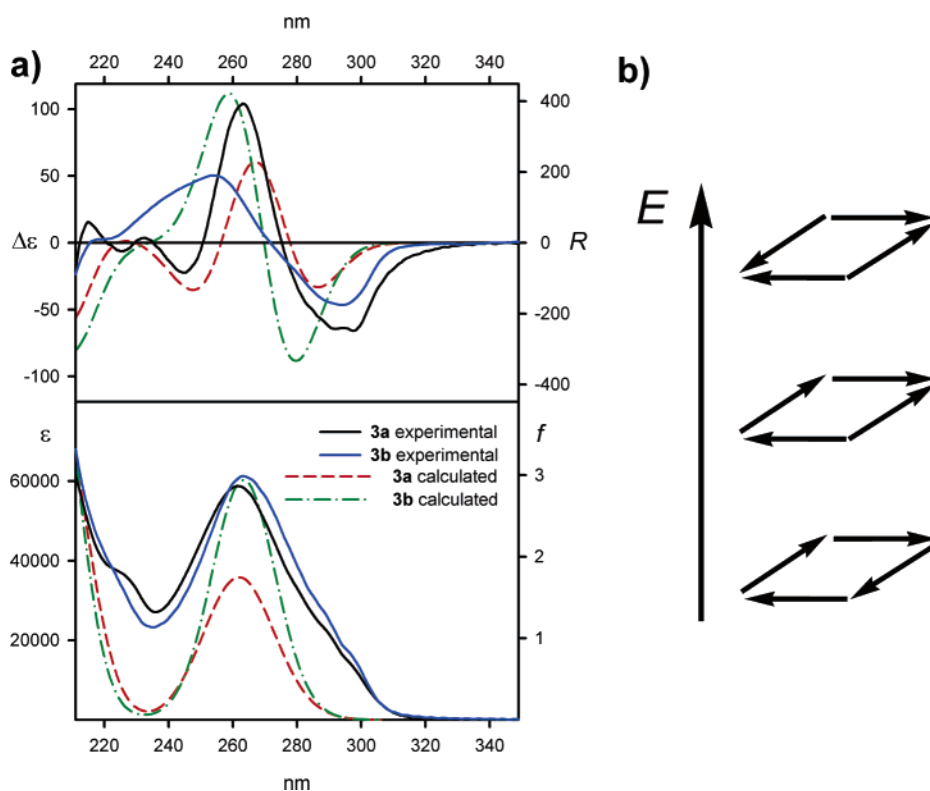 nm
a)
b)
220 240 260 280 300 320 340
100
50
0
-50
-100
Δε
400
200
0
-200
-400
R
E
ε
f
3a experimental
3b experimental
3a calculated
3b calculated
60000
40000
20000
3
2
1
220 240 260 280 300 320 340
nm